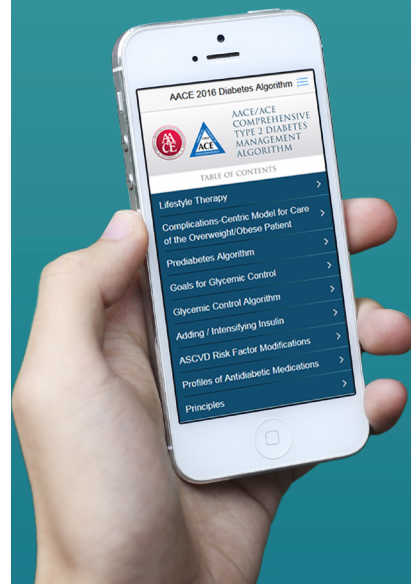 AACE 2016 Diabetes Algorithm
AACE/ACE
COMPREHENSIVE
TYPE 2 DIABETES
MANAGEMENT
ALGORITHM
AA
CE
ACE
TABLE OF CONTENTS
Lifestyle Therapy
Complications-Centric Model for Care
of the Overweight/Obese Patient
Prediabetes Algorithm
Goals for Glycemic Control
Glycemic Control Algorithm
Adding / Intensifying Insulin
ASCVD Risk Factor Modifications
Profiles of Antidiabetic Medications
Principles